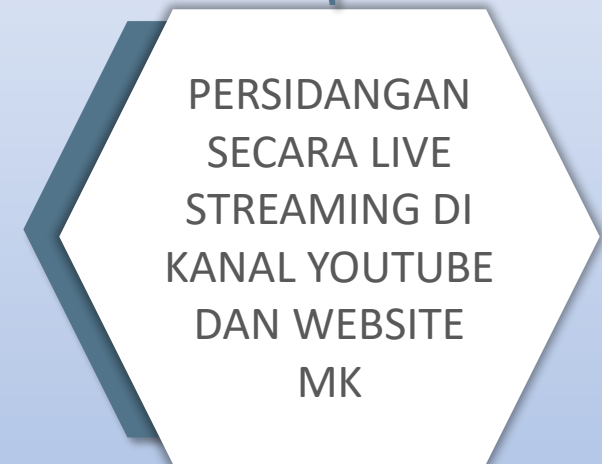 PERSIDANGAN
SECARA LIVE
STREAMING DI
KANAL YOUTUBE
DAN WEBSITE
MK